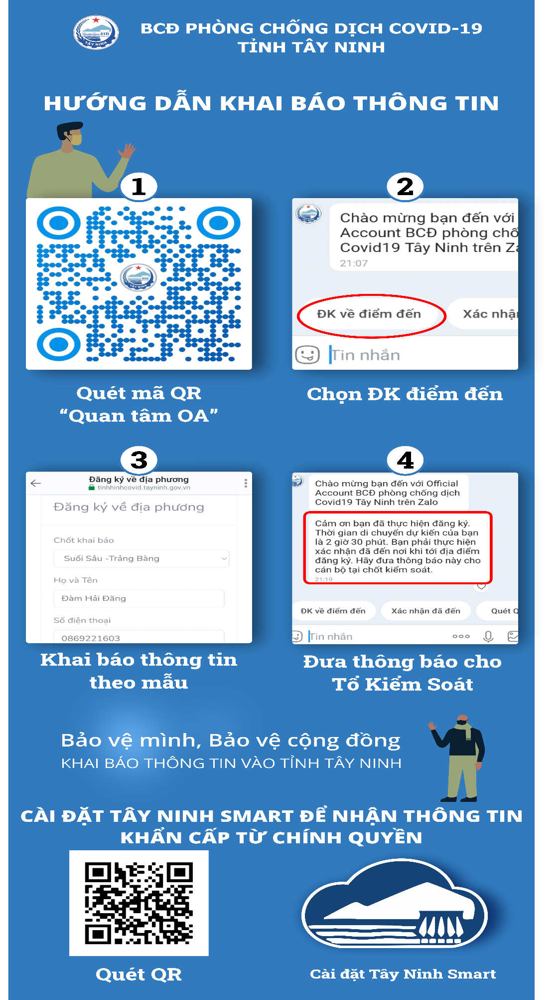 BCĐ PHÒNG CHỐNG DỊCH COVID-19
TỈNH TÂY NINH
TÂY NINH
HƯỚNG DẪN KHAI BÁO THÔNG TIN
1
TÂY NINH
Quét mã QR
“Quan tâm OA”
2
Chào mừng bạn đến với
Account BCĐ phòng chố
Covid19 Tây Ninh trên Za
21:07
ĐK về điểm đến
Xác nhận
Tin nhắn
Chọn ĐK điểm đến
3
Đăng ký về địa phương
tinhhinhcovid.tayninh.gov.vn
Đăng ký về địa phương
Chốt khai báo
Suối Sâu -Trảng Bàng
Họ và Tên
Đàm Hải Đăng
Số điện thoại
0869221603
Khai báo thông tin
theo mẫu
4
Chào mừng bạn đến với Official
Account BCĐ phòng chống dịch
Covid19 Tây Ninh trên Zalo
Cảm ơn bạn đã thực hiện đăng ký.
Thời gian di chuyển dự kiến của bạn
là 2 giờ 30 phút. Bạn phải thực hiện
xác nhận đã đến nơi khi tới địa điểm
đăng ký. Hãy đưa thông báo này cho
cán bộ tại chốt kiểm soát.
21:19
ĐK về điểm đến
Xác nhận đã đến
Quét Q
Tin nhắn
Đưa thông báo cho
Tổ Kiểm Soát
Bảo vệ mình, Bảo vệ cộng đồng
KHAI BÁO THÔNG TIN VÀO TỈNH TÂY NINH
CÀI ĐẶT TÂY NINH SMART ĐỂ NHẬN THÔNG TIN
KHẨN CẤP TỪ CHÍNH QUYỀN
Quét QR
Cài đặt Tây Ninh Smart